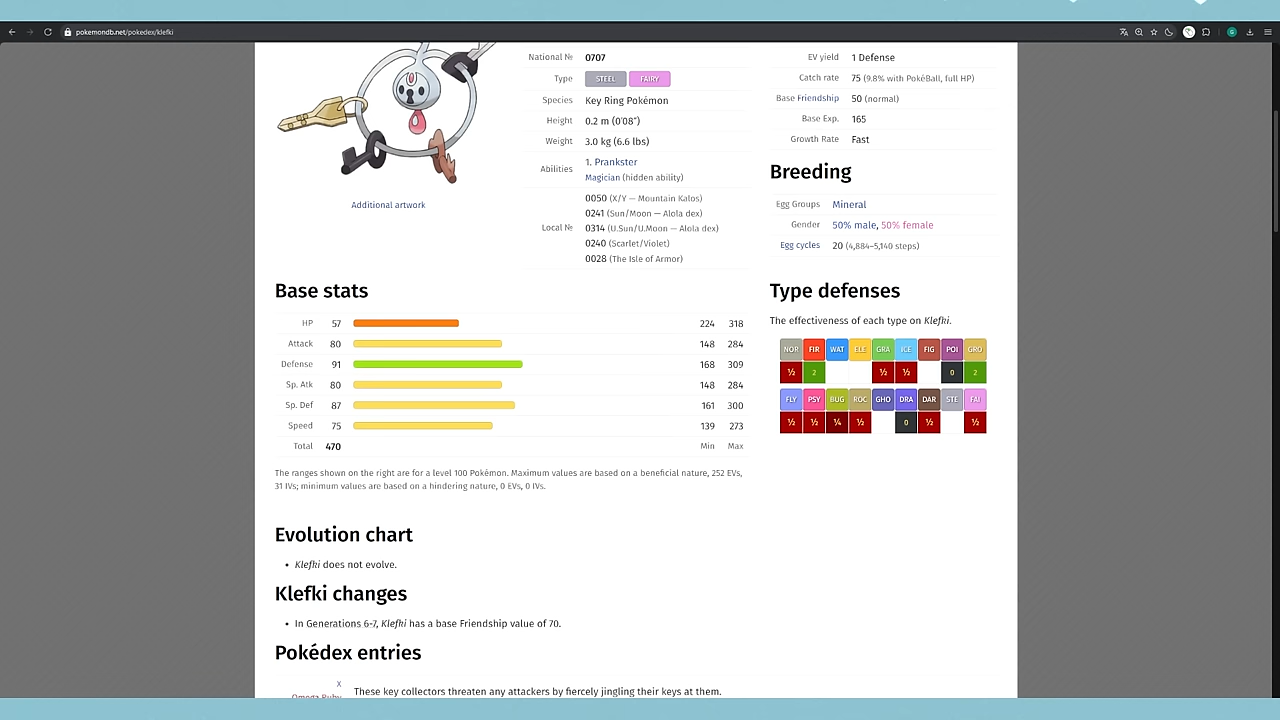 pokemondb.net/pokedex/klefki
National № 0707
Type STEEL FAIRY
Species Key Ring Pokémon
Height 0.2 m (0′08″)
Weight 3.0 kg (6.6 lbs)
Abilities 1. Prankster
Magician (hidden ability)
Local № 0050 (X/Y — Mountain Kalos)
0241 (Sun/Moon — Alola dex)
0314 (U.Sun/U.Moon — Alola dex)
0240 (Scarlet/Violet)
0028 (The Isle of Armor)
Additional artwork
EV yield 1 Defense
Catch rate 75 (9.8% with PokéBall, full HP)
Base Friendship 50 (normal)
Base Exp. 165
Growth Rate Fast
Breeding
Egg Groups Mineral
Gender 50% male, 50% female
Egg cycles 20 (4,884–5,140 steps)
Base stats
HP 57 224 318
Attack 80 148 284
Defense 91 168 309
Sp. Atk 80 148 284
Sp. Def 87 161 300
Speed 75 139 273
Total 470 Min Max
The ranges shown on the right are for a level 100 Pokémon. Maximum values are based on a beneficial nature, 252 EVs,
31 IVs; minimum values are based on a hindering nature, 0 EVs, 0 IVs.
Type defenses
The effectiveness of each type on Klefki.
NOR FIR WAT ELE GRA ICE FIG POI GRO
½ 2 ½ ½ 0 2
FLY PSY BUG ROC GHO DRA DAR STE FAI
½ ½ ¼ ½ 0 ½ ½
Evolution chart
• Klefki does not evolve.
Klefki changes
• In Generations 6-7, Klefki has a base Friendship value of 70.
Pokédex entries
X
Omega Ruby
These key collectors threaten any attackers by fiercely jingling their keys at them.